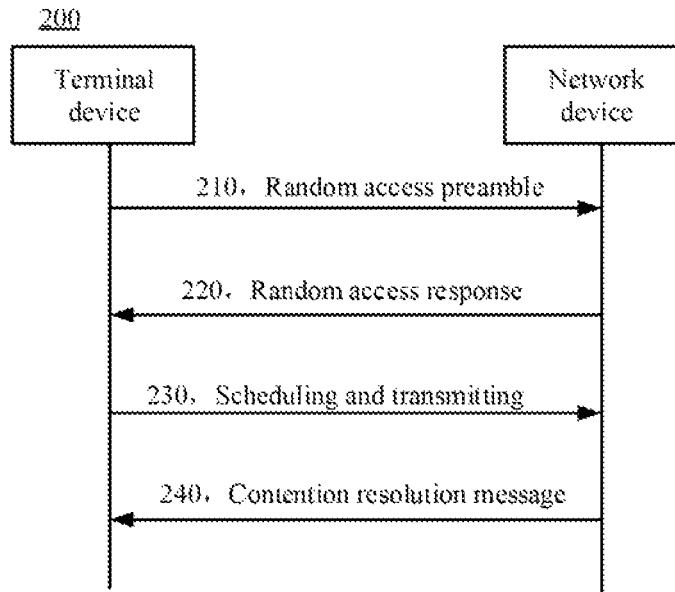 200
Terminal
device
Network
device
210, Random access preamble
220, Random access response
230, Scheduling and transmitting
240, Contention resolution message